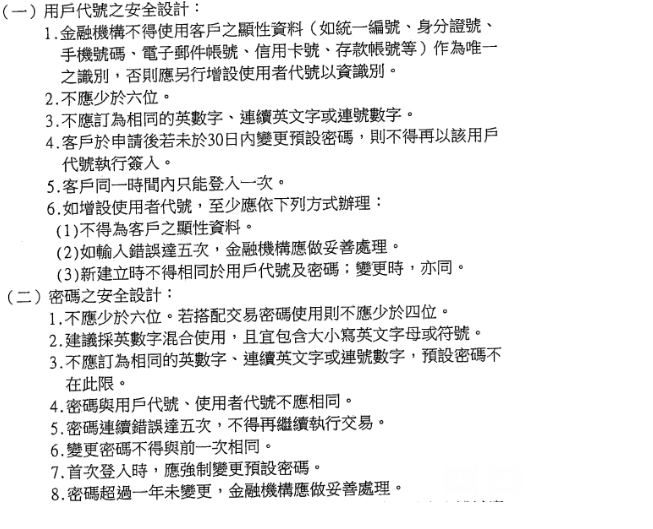 (一) 用戶代號之安全設計：
1.金融機構不得使用客戶之顯性資料（如統一編號、身分證號、
手機號碼、電子郵件帳號、信用卡號、存款帳號等）作為唯一
之識別，否則應另行增設使用者代號以資識別。
2.不應少於六位。
3.不應訂為相同的英數字、連續英文字或連號數字。
4.客戶於申請後若未於30日內變更預設密碼，則不得再以該用戶
代號執行簽入。
5.客戶同一時間內只能登入一次。
6.如增設使用者代號，至少應依下列方式辦理：
(1)不得為客戶之顯性資料。
(2)如輸入錯誤達五次，金融機構應做妥善處理。
(3)新建立時不得相同於用戶代號及密碼；變更時，亦同。
(二) 密碼之安全設計：
1.不應少於六位。若搭配交易密碼使用則不應少於四位。
2.建議採英數字混合使用，且宜包含大小寫英文字母或符號。
3.不應訂為相同的英數字、連續英文字或連號數字，預設密碼不
在此限。
4.密碼與用戶代號、使用者代號不應相同。
5.密碼連續錯誤達五次，不得再繼續執行交易。
6.變更密碼不得與前一次相同。
7.首次登入時，應強制變更預設密碼。
8.密碼超過一年未變更，金融機構應做妥善處理。